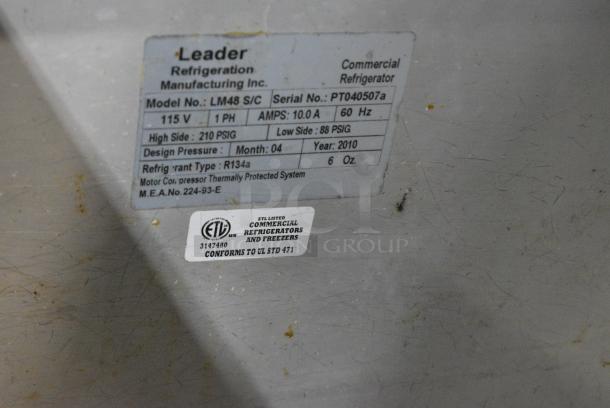 Leader
Refrigeration
Manufacturing Inc.
Commercial
Refrigerator
Model No.: LM48 S/C Serial No.: PT040507a
115 V 1 PH AMPS: 10.0 A 60 Hz
High Side: 210 PSIG Low Side: 88 PSIG
Design Pressure: Month: 04 Year: 2010
Refrigerant Type: R134a 6 Oz.
Motor Compressor Thermally Protected System
M.E.A.No. 224-93-E
ETL LISTED
COMMERCIAL
REFRIGERATORS
AND FREEZERS
ETL
3147480
CONFORMS TO UL STD 471
GROUP